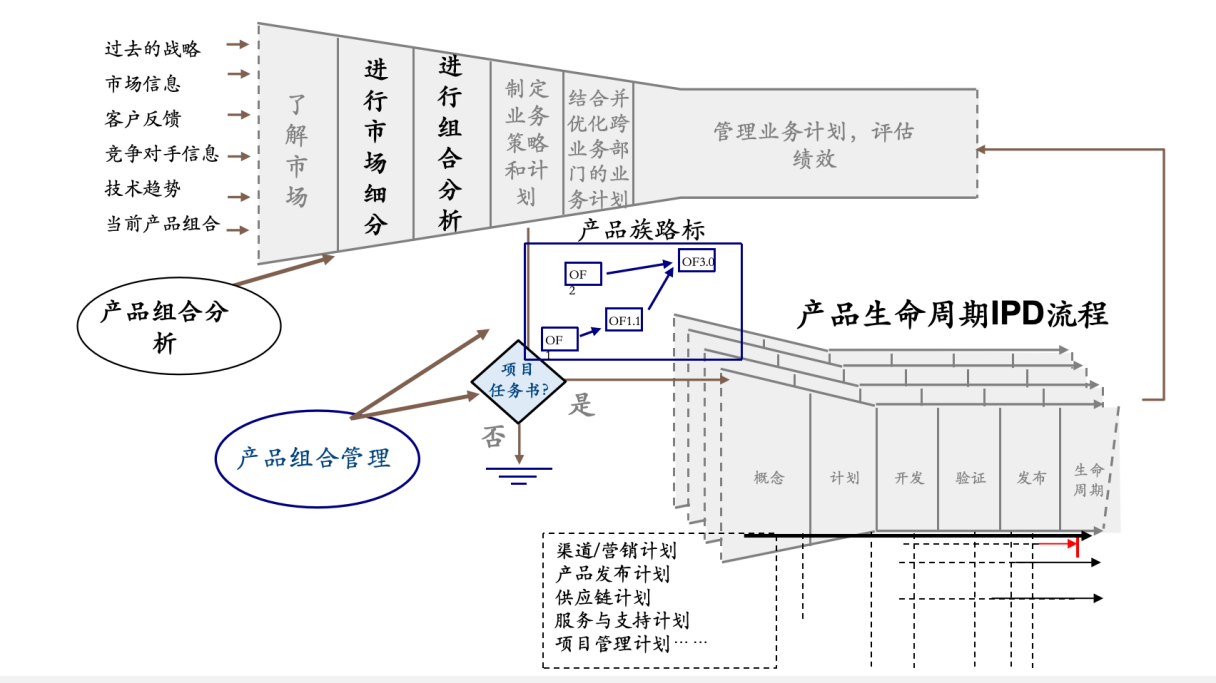 过去的战略
市场信息
客户反馈
竞争对手信息
技术趋势
当前产品组合
了解市场
进行市场细分
进行组合分析
制定
业务
策略
和计
划
结合并
优化跨
业务部
门的业
务计划
管理业务计划，评估
绩效
产品族路标
OF
2
OF3.0
OF1.1
OF
1
产品组合分
析
产品生命周期IPD流程
项目
任务书?
是
否
产品组合管理
概念
计划
开发
验证
发布
生命
周期
渠道/营销计划
产品发布计划
供应链计划
服务与支持计划
项目管理计划⋯⋯